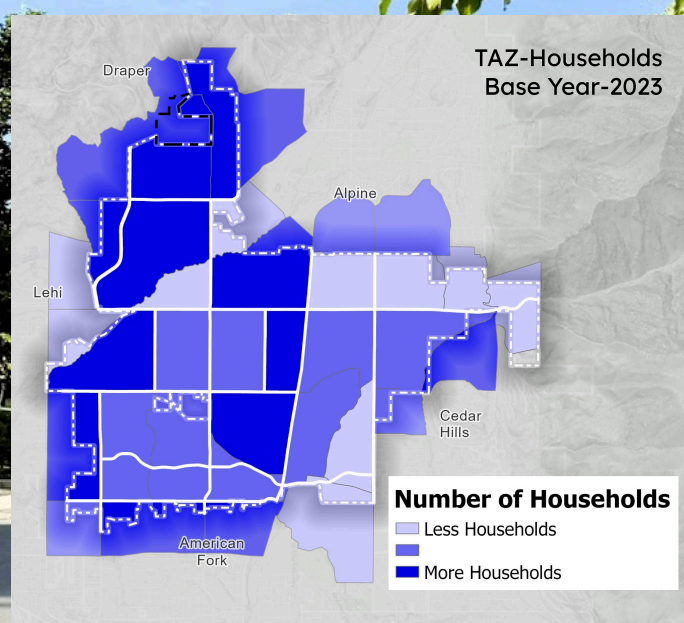 TAZ-Households
Base Year-2023
Draper
Alpine
Lehi
Cedar
Hills
American
Fork
Number of Households
Less Households
More Households